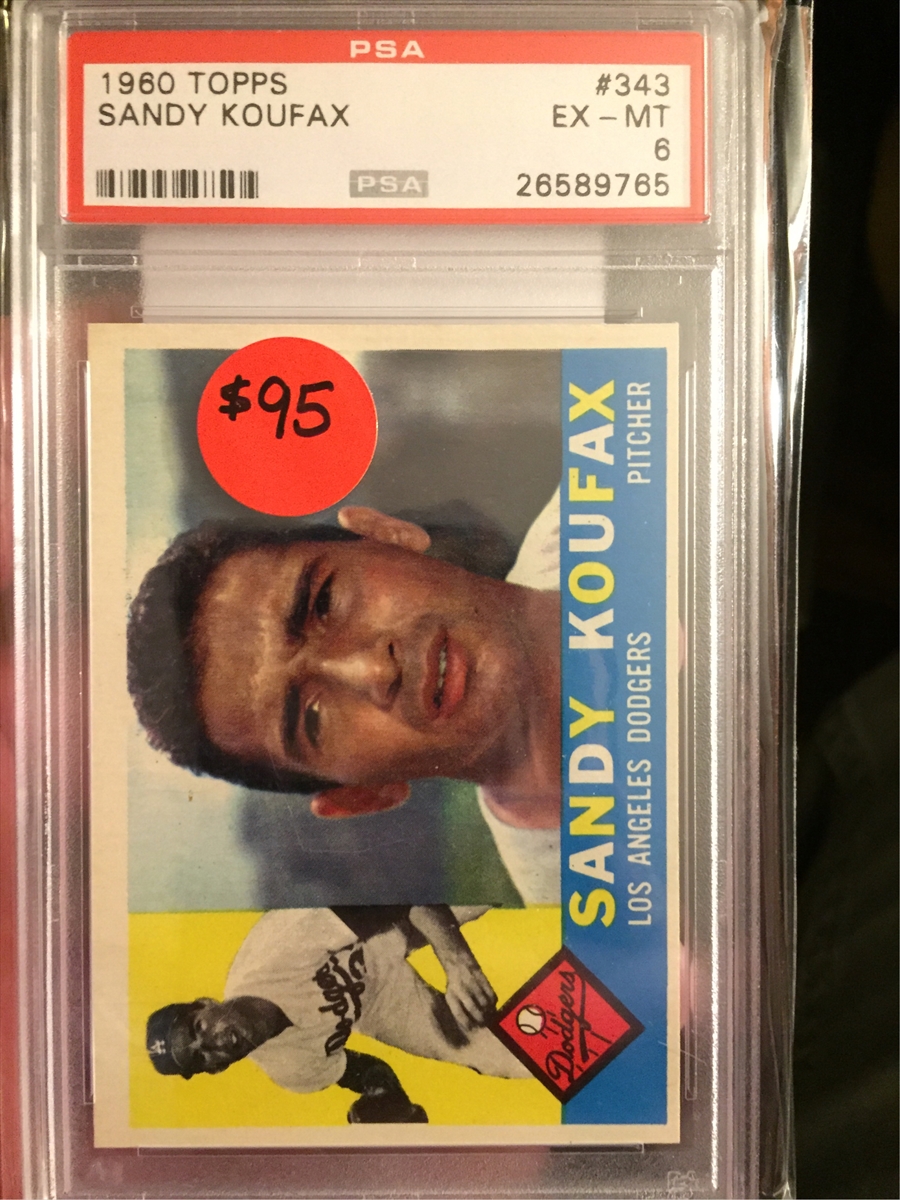 PSA
1960 TOPPS #343
SANDY KOUFAX EX - MT
6
PSA 26589765
$95
SANDY KOUFAX
LOS ANGELES DODGERS PITCHER
Dodgers
LA
Dodgers